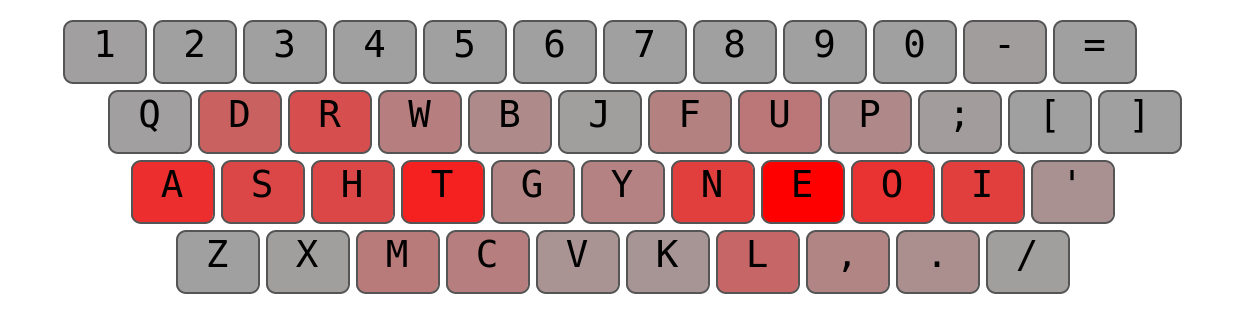 1 2 3 4 5 6 7 8 9 0 - =
Q D R W B J F U P ; [ ]
A S H T G Y N E O I '
Z X M C V K L , . /